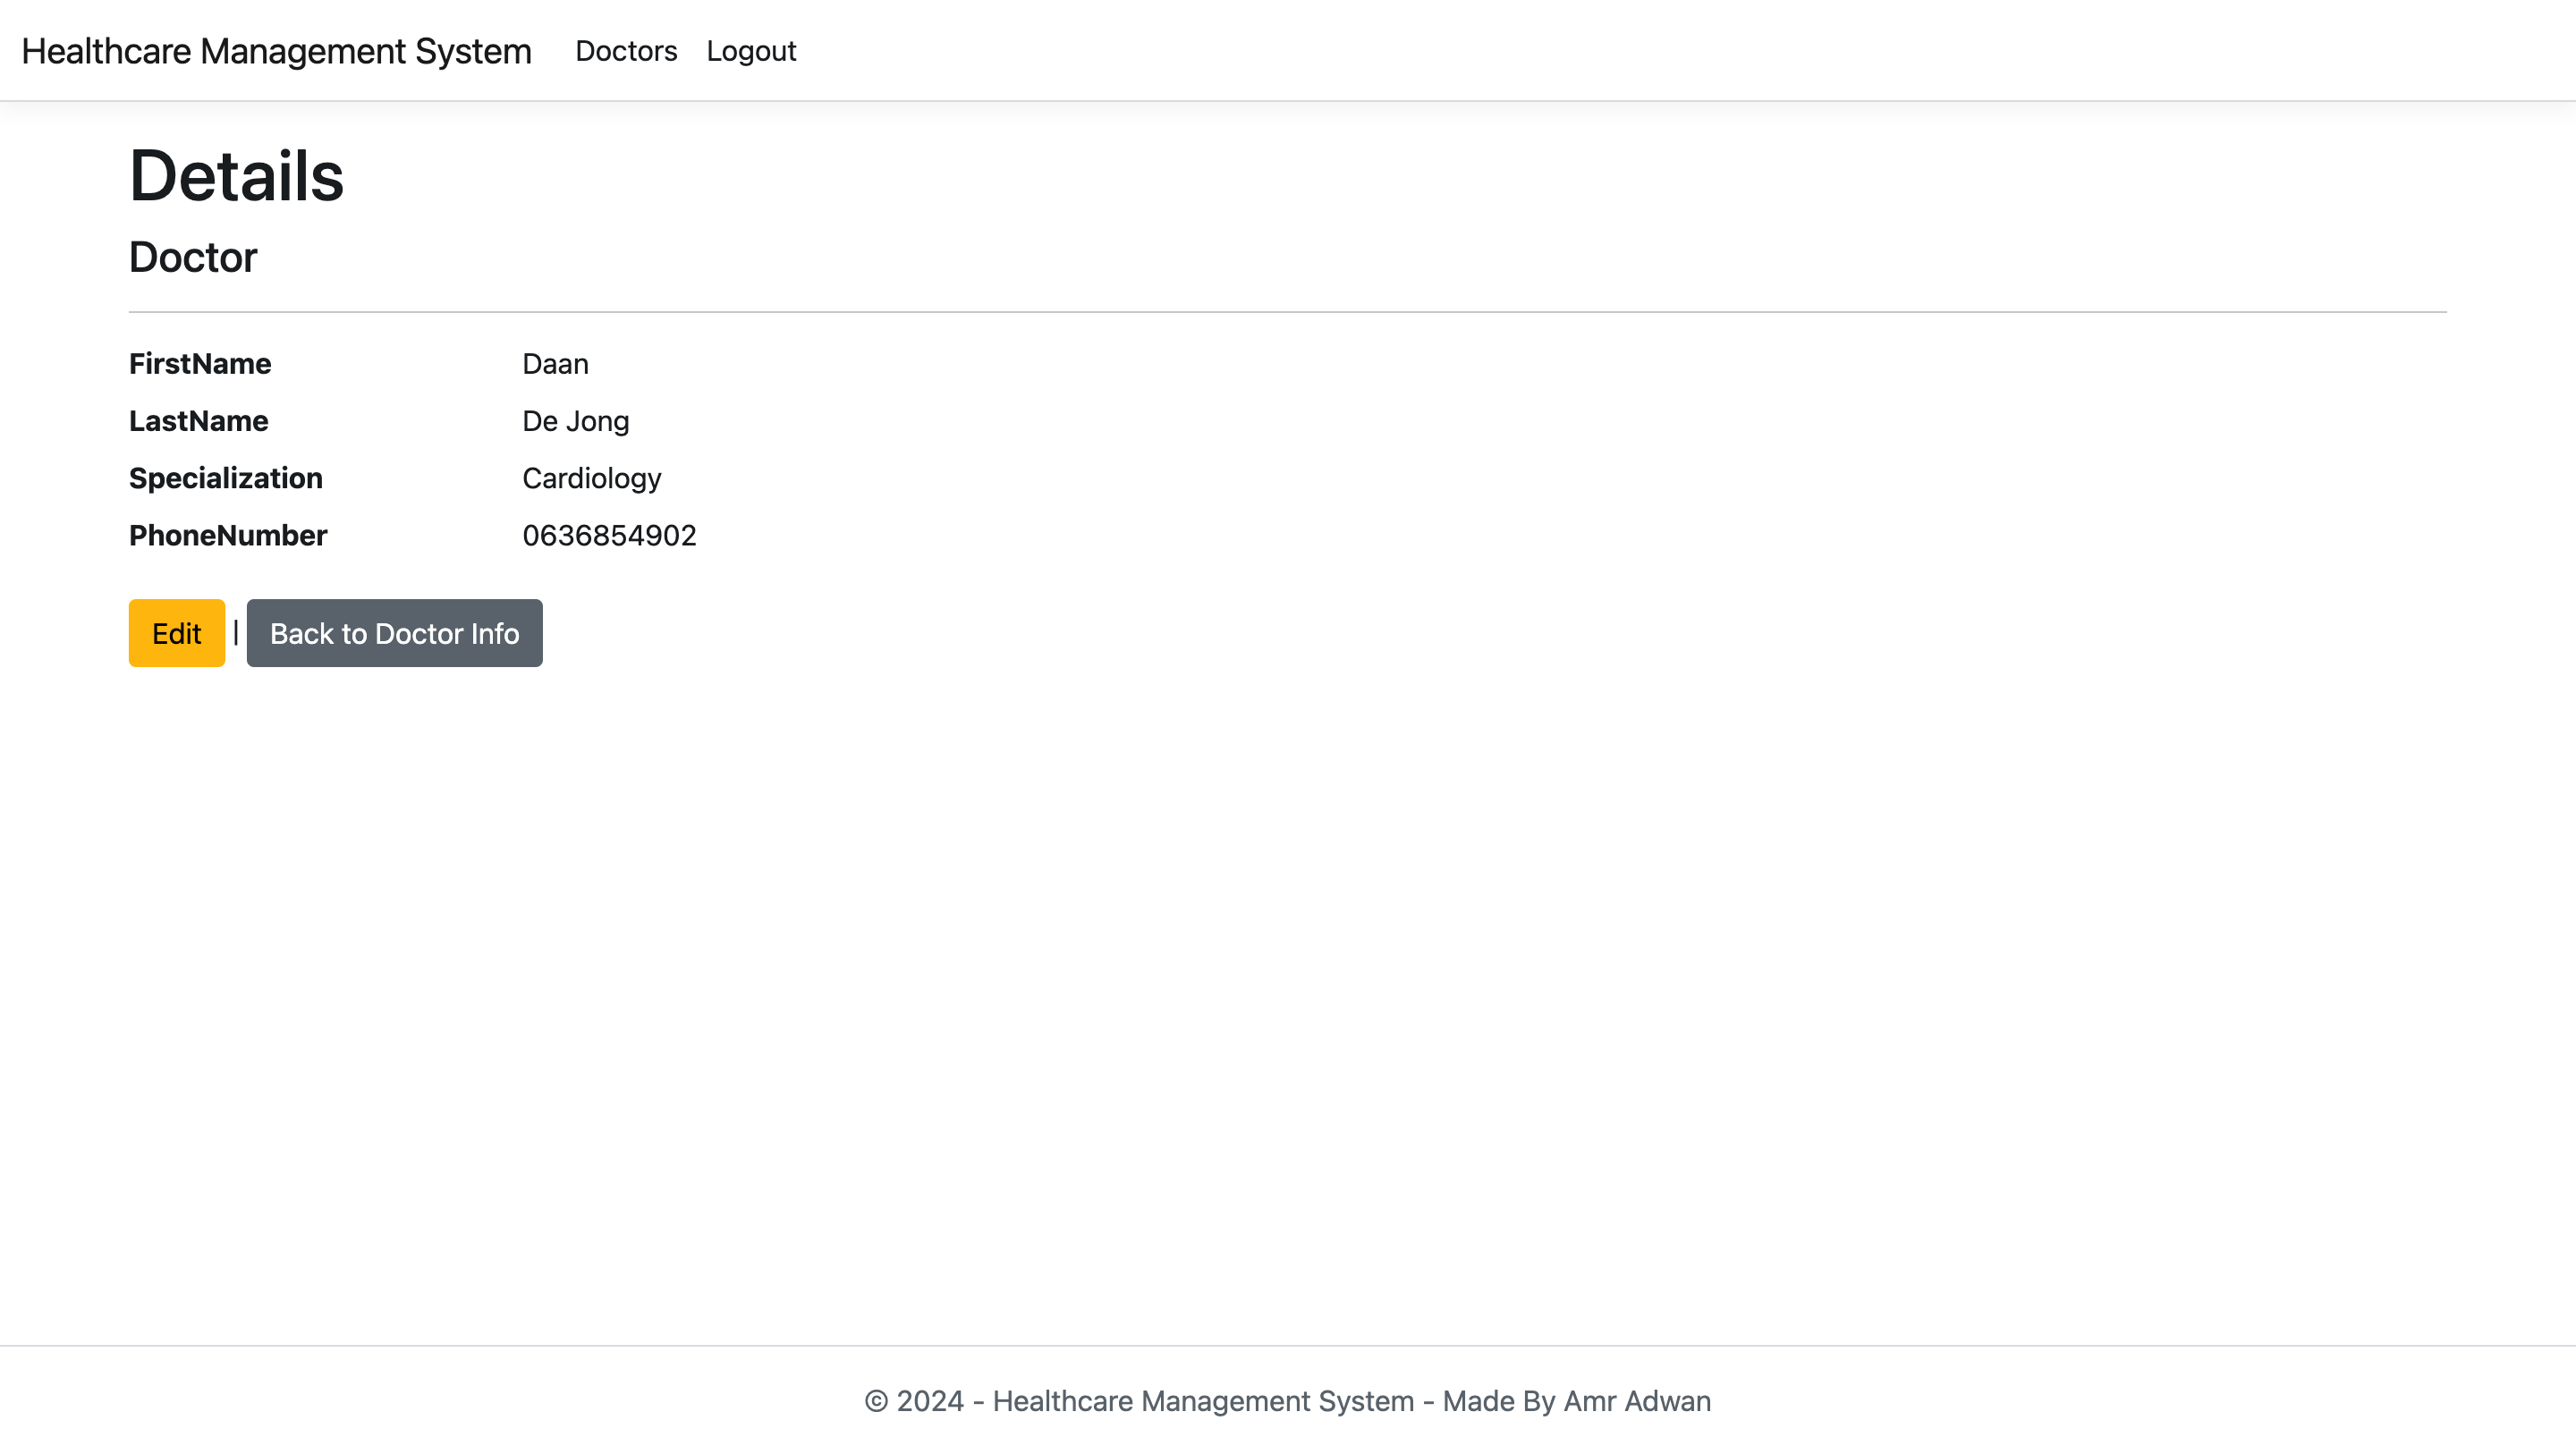 Healthcare Management System Doctors Logout
Details
Doctor
FirstName Daan
LastName De Jong
Specialization Cardiology
PhoneNumber 0636854902
Edit | Back to Doctor Info
© 2024 - Healthcare Management System - Made By Amr Adwan